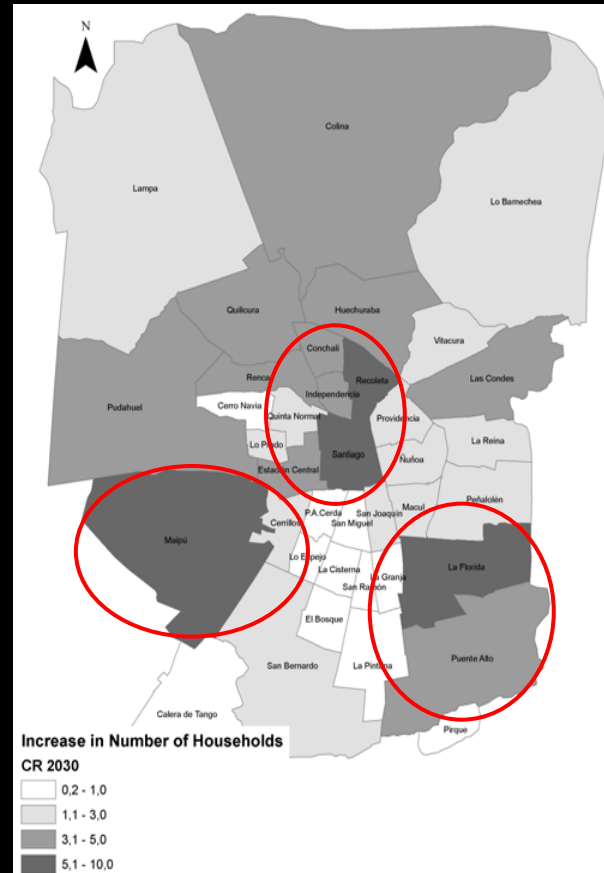 N
Colina
Lampa
Lo Barnechea
Quilicura
Huechuraba
Vitacura
Conchalí
Recoleta
Las Condes
Renca
Independencia
Pudahuel
Cerro Navia
Quinta Normal
Providencia
La Reina
Lo Prado
Santiago
Ñuñoa
Estación Central
Peñalolén
Macul
P.A.Cerda
San Joaquín
San Miguel
Cerrillos
Maipú
Lo Espejo
La Florida
La Cisterna
La Granja
San Ramón
El Bosque
Puente Alto
San Bernardo
La Pintana
Calera de Tango
Pirque
Increase in Number of Households
CR 2030
0,2 - 1,0
1,1 - 3,0
3,1 - 5,0
5,1 - 10,0